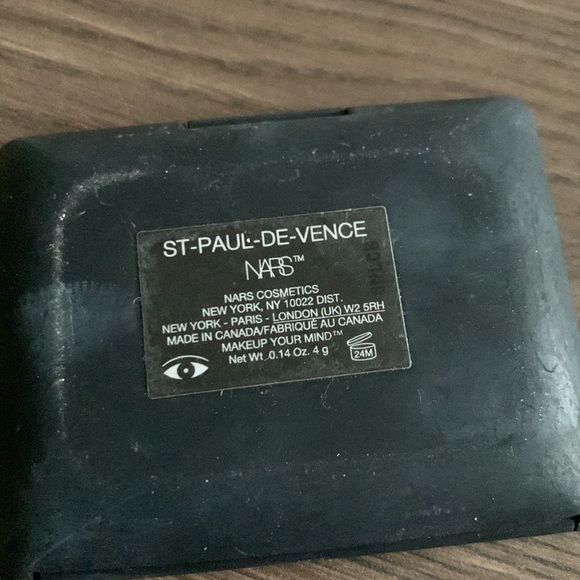 ST-PAUL-DE-VENCE
NARS™
NARS COSMETICS
NEW YORK, NY 10022 DIST.
NEW YORK - PARIS - LONDON (UK) W2 5RH
MADE IN CANADA/FABRIQUÉ AU CANADA
MAKEUP YOUR MIND™
Net Wt. 0.14 Oz. 4 g
24M